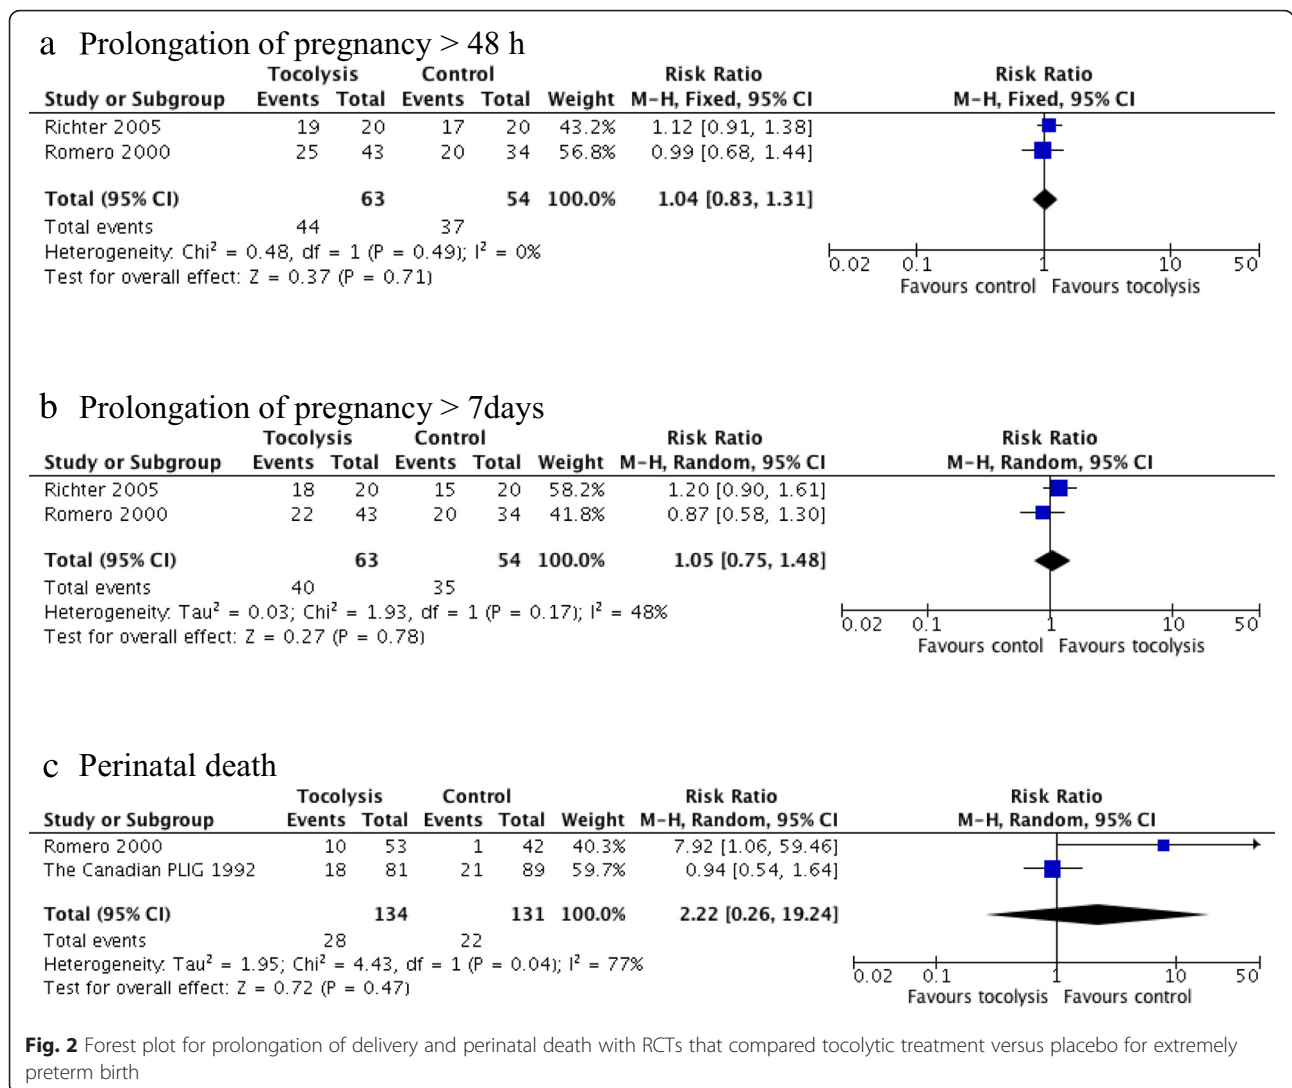 a Prolongation of pregnancy > 48 h
Tocolysis Control Risk Ratio Risk Ratio
Study or Subgroup Events Total Events Total Weight M-H, Fixed, 95% CI M-H, Fixed, 95% CI
Richter 2005 19 20 17 20 43.2% 1.12 [0.91, 1.38]
Romero 2000 25 43 20 34 56.8% 0.99 [0.68, 1.44]
Total (95% CI) 63 54 100.0% 1.04 [0.83, 1.31]
Total events 44 37
Heterogeneity: Chi² = 0.48, df = 1 (P = 0.49); I² = 0%
Test for overall effect: Z = 0.37 (P = 0.71)
0.02 0.1 1 10 50
Favours control Favours tocolysis
b Prolongation of pregnancy > 7days
Tocolysis Control Risk Ratio Risk Ratio
Study or Subgroup Events Total Events Total Weight M-H, Random, 95% CI M-H, Random, 95% CI
Richter 2005 18 20 15 20 58.2% 1.20 [0.90, 1.61]
Romero 2000 22 43 20 34 41.8% 0.87 [0.58, 1.30]
Total (95% CI) 63 54 100.0% 1.05 [0.75, 1.48]
Total events 40 35
Heterogeneity: Tau² = 0.03; Chi² = 1.93, df = 1 (P = 0.17); I² = 48%
Test for overall effect: Z = 0.27 (P = 0.78)
0.02 0.1 1 10 50
Favours contol Favours tocolysis
c Perinatal death
Tocolysis Control Risk Ratio Risk Ratio
Study or Subgroup Events Total Events Total Weight M-H, Random, 95% CI M-H, Random, 95% CI
Romero 2000 10 53 1 42 40.3% 7.92 [1.06, 59.46]
The Canadian PLIG 1992 18 81 21 89 59.7% 0.94 [0.54, 1.64]
Total (95% CI) 134 131 100.0% 2.22 [0.26, 19.24]
Total events 28 22
Heterogeneity: Tau² = 1.95; Chi² = 4.43, df = 1 (P = 0.04); I² = 77%
Test for overall effect: Z = 0.72 (P = 0.47)
0.02 0.1 1 10 50
Favours tocolysis Favours control
Fig. 2 Forest plot for prolongation of delivery and perinatal death with RCTs that compared tocolytic treatment versus placebo for extremely
preterm birth